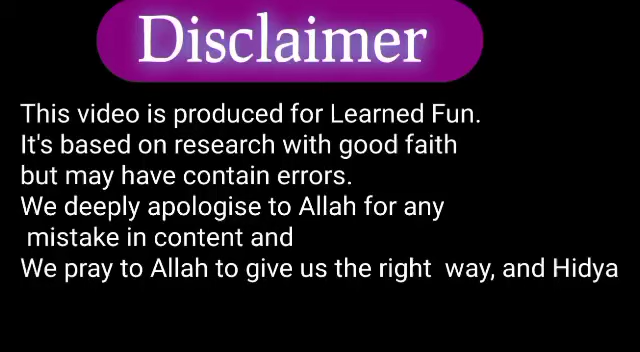 Disclaimer
This video is produced for Learned Fun.
It's based on research with good faith
but may have contain errors.
We deeply apologise to Allah for any
mistake in content and
We pray to Allah to give us the right way, and Hidya